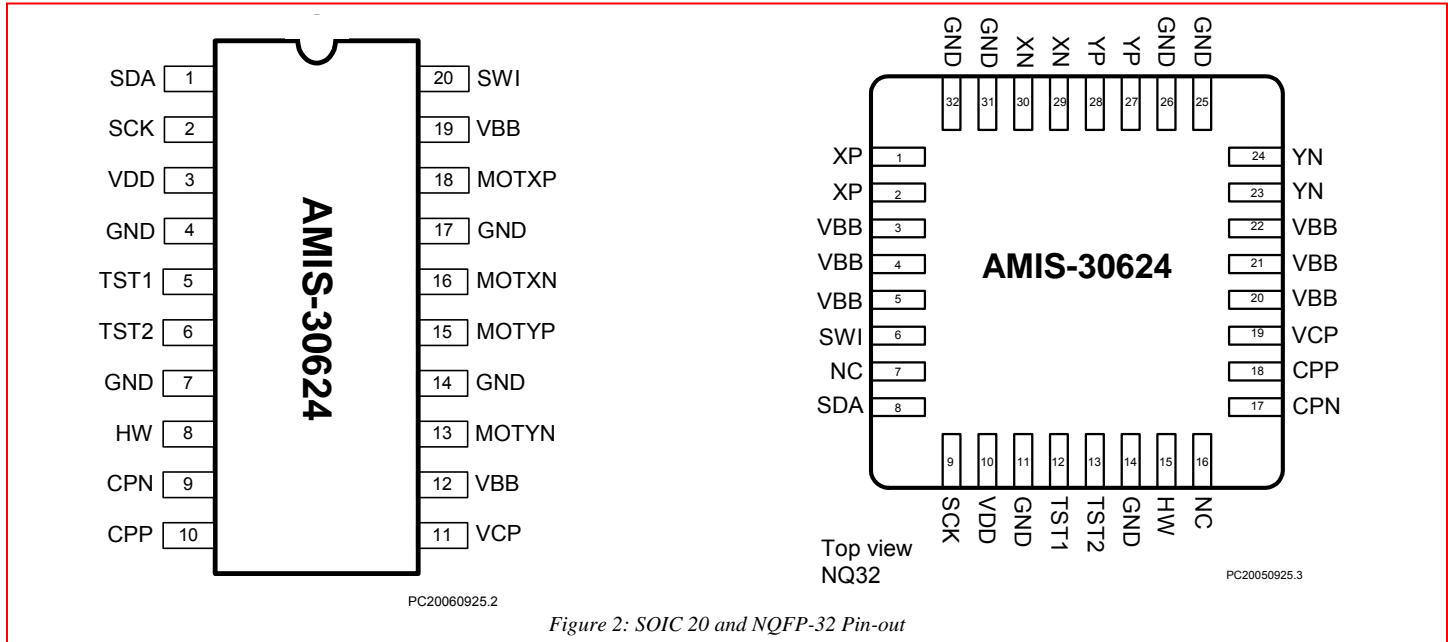 SDA 1
SCK 2
VDD 3
GND 4
TST1 5
TST2 6
GND 7
HW 8
CPN 9
CPP 10
AMIS-30624
20 SWI
19 VBB
18 MOTXP
17 GND
16 MOTXN
15 MOTYP
14 GND
13 MOTYN
12 VBB
11 VCP
PC20060925.2
GND GND XN XN YP YP GND GND
32 31 30 29 28 27 26 25
XP 1
XP 2
VBB 3
VBB 4
VBB 5
SWI 6
NC 7
SDA 8
AMIS-30624
24 YN
23 YN
22 VBB
21 VBB
20 VBB
19 VCP
18 CPP
17 CPN
9 10 11 12 13 14 15 16
SCK VDD GND TST1 TST2 GND HW NC
Top view
NQ32
PC20050925.3
Figure 2: SOIC 20 and NQFP-32 Pin-out